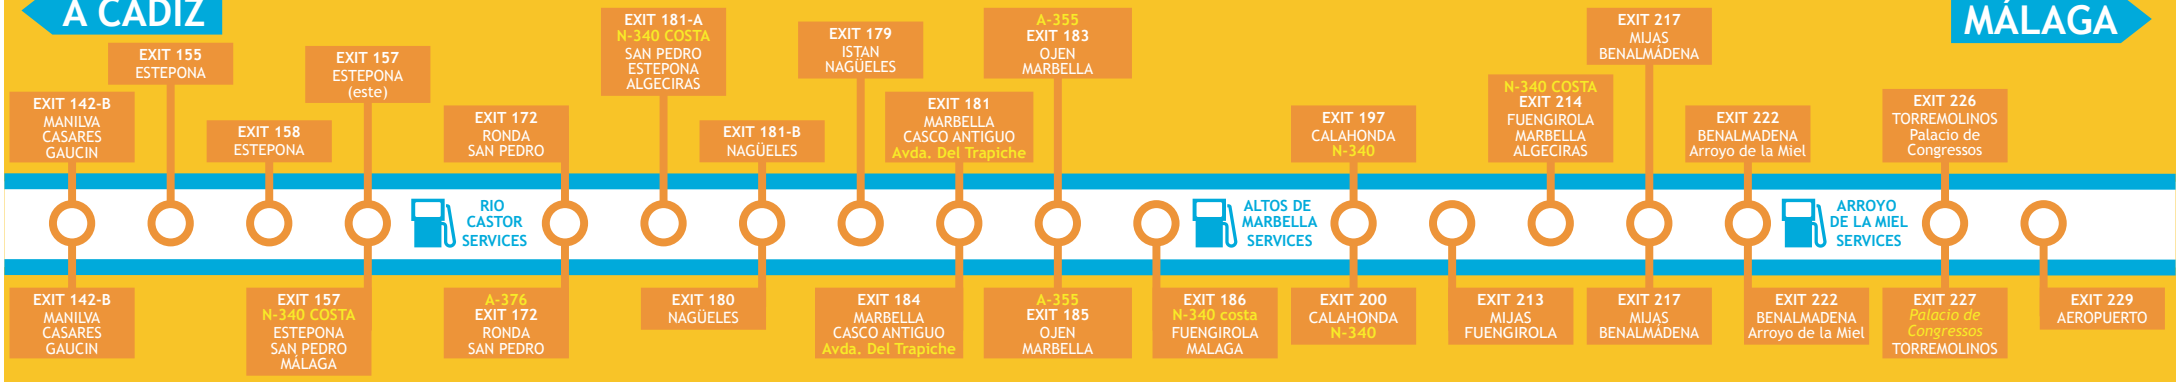 A CÁDIZ
MÁLAGA
EXIT 142-B
MANILVA
CASARES
GAUCIN
EXIT 155
ESTEPONA
EXIT 158
ESTEPONA
EXIT 157
ESTEPONA
(este)
EXIT 172
RONDA
SAN PEDRO
EXIT 181-A
N-340 COSTA
SAN PEDRO
ESTEPONA
ALGECIRAS
EXIT 181-B
NAGÜELES
EXIT 179
ISTAN
NAGÜELES
EXIT 181
MARBELLA
CASCO ANTIGUO
Avda. Del Trapiche
A-355
EXIT 183
OJEN
MARBELLA
EXIT 197
CALAHONDA
N-340
N-340 COSTA
EXIT 214
FUENGIROLA
MARBELLA
ALGECIRAS
EXIT 217
MIJAS
BENALMÁDENA
EXIT 222
BENALMADENA
Arroyo de la Miel
EXIT 226
TORREMOLINOS
Palacio de
Congressos
RIO
CASTOR
SERVICES
ALTOS DE
MARBELLA
SERVICES
ARROYO
DE LA MIEL
SERVICES
EXIT 142-B
MANILVA
CASARES
GAUCIN
EXIT 157
N-340 COSTA
ESTEPONA
SAN PEDRO
MÁLAGA
A-376
EXIT 172
RONDA
SAN PEDRO
EXIT 180
NAGÜELES
EXIT 184
MARBELLA
CASCO ANTIGUO
Avda. Del Trapiche
A-355
EXIT 185
OJEN
MARBELLA
EXIT 186
N-340 costa
FUENGIROLA
MALAGA
EXIT 200
CALAHONDA
N-340
EXIT 213
MIJAS
FUENGIROLA
EXIT 217
MIJAS
BENALMÁDENA
EXIT 222
BENALMADENA
Arroyo de la Miel
EXIT 227
Palacio de
Congressos
TORREMOLINOS
EXIT 229
AEROPUERTO